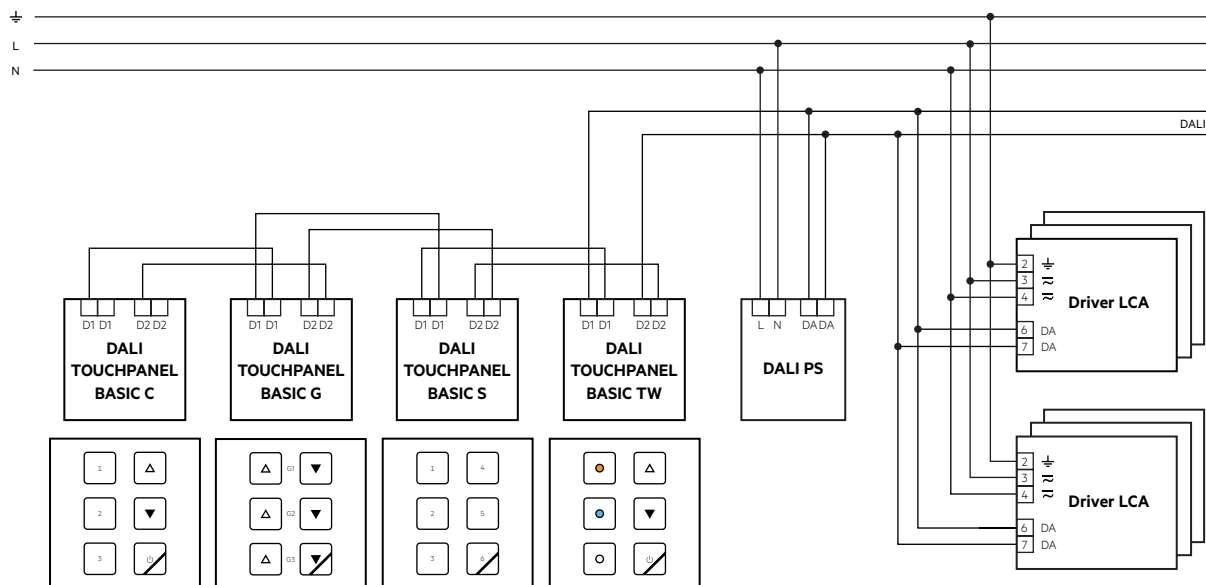 L
N
DALI
D1 D1 D2 D2
DALI
TOUCHPANEL
BASIC C
D1 D1 D2 D2
DALI
TOUCHPANEL
BASIC G
D1 D1 D2 D2
DALI
TOUCHPANEL
BASIC S
D1 D1 D2 D2
DALI
TOUCHPANEL
BASIC TW
L N DA DA
DALI PS
2
3
4
6 DA
7 DA
Driver LCA
2
3
4
6 DA
7 DA
Driver LCA
1
2
3
G1
G2
G3
1 4
2 5
3 6